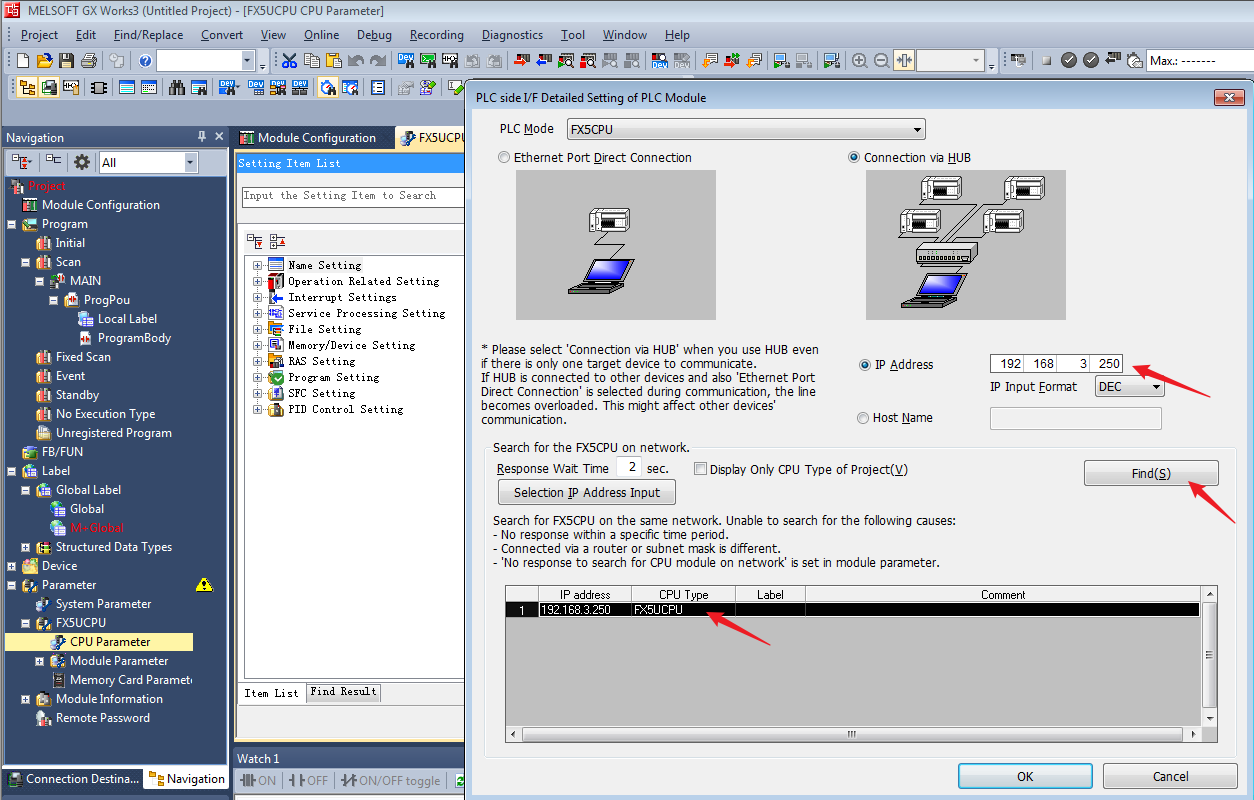 MELSOFT GX Works3 (Untitled Project) - [FX5UCPU CPU Parameter]
Project Edit Find/Replace Convert View Online Debug Recording Diagnostics Tool Window Help
Max.: -------
Navigation
All
Project
Module Configuration
Program
Initial
Scan
MAIN
ProgPou
Local Label
ProgramBody
Fixed Scan
Event
Standby
No Execution Type
Unregistered Program
FB/FUN
Label
Global Label
Global
M+Global
Structured Data Types
Device
Parameter
System Parameter
FX5UCPU
CPU Parameter
Module Parameter
Memory Card Paramet
Module Information
Remote Password
Connection Destina... Navigation
Module Configuration FX5UCPU
Setting Item List
Input the Setting Item to Search
Name Setting
Operation Related Setting
Interrupt Settings
Service Processing Setting
File Setting
Memory/Device Setting
RAS Setting
Program Setting
SFC Setting
PID Control Setting
Item List Find Result
Watch 1
ON OFF ON/OFF toggle
PLC side I/F Detailed Setting of PLC Module
PLC Mode FX5CPU
Ethernet Port Direct Connection Connection via HUB
* Please select 'Connection via HUB' when you use HUB even
if there is only one target device to communicate.
If HUB is connected to other devices and also 'Ethernet Port
Direct Connection' is selected during communication, the line
becomes overloaded. This might affect other devices'
communication.
IP Address 192 168 3 250
IP Input Format DEC
Host Name
Search for the FX5CPU on network.
Response Wait Time 2 sec. Display Only CPU Type of Project(V) Find(S)
Selection IP Address Input
Search for FX5CPU on the same network. Unable to search for the following causes:
- No response within a specific time period.
- Connected via a router or subnet mask is different.
- 'No response to search for CPU module on network' is set in module parameter.
IP address CPU Type Label Comment
1 192.168.3.250 FX5UCPU
OK Cancel